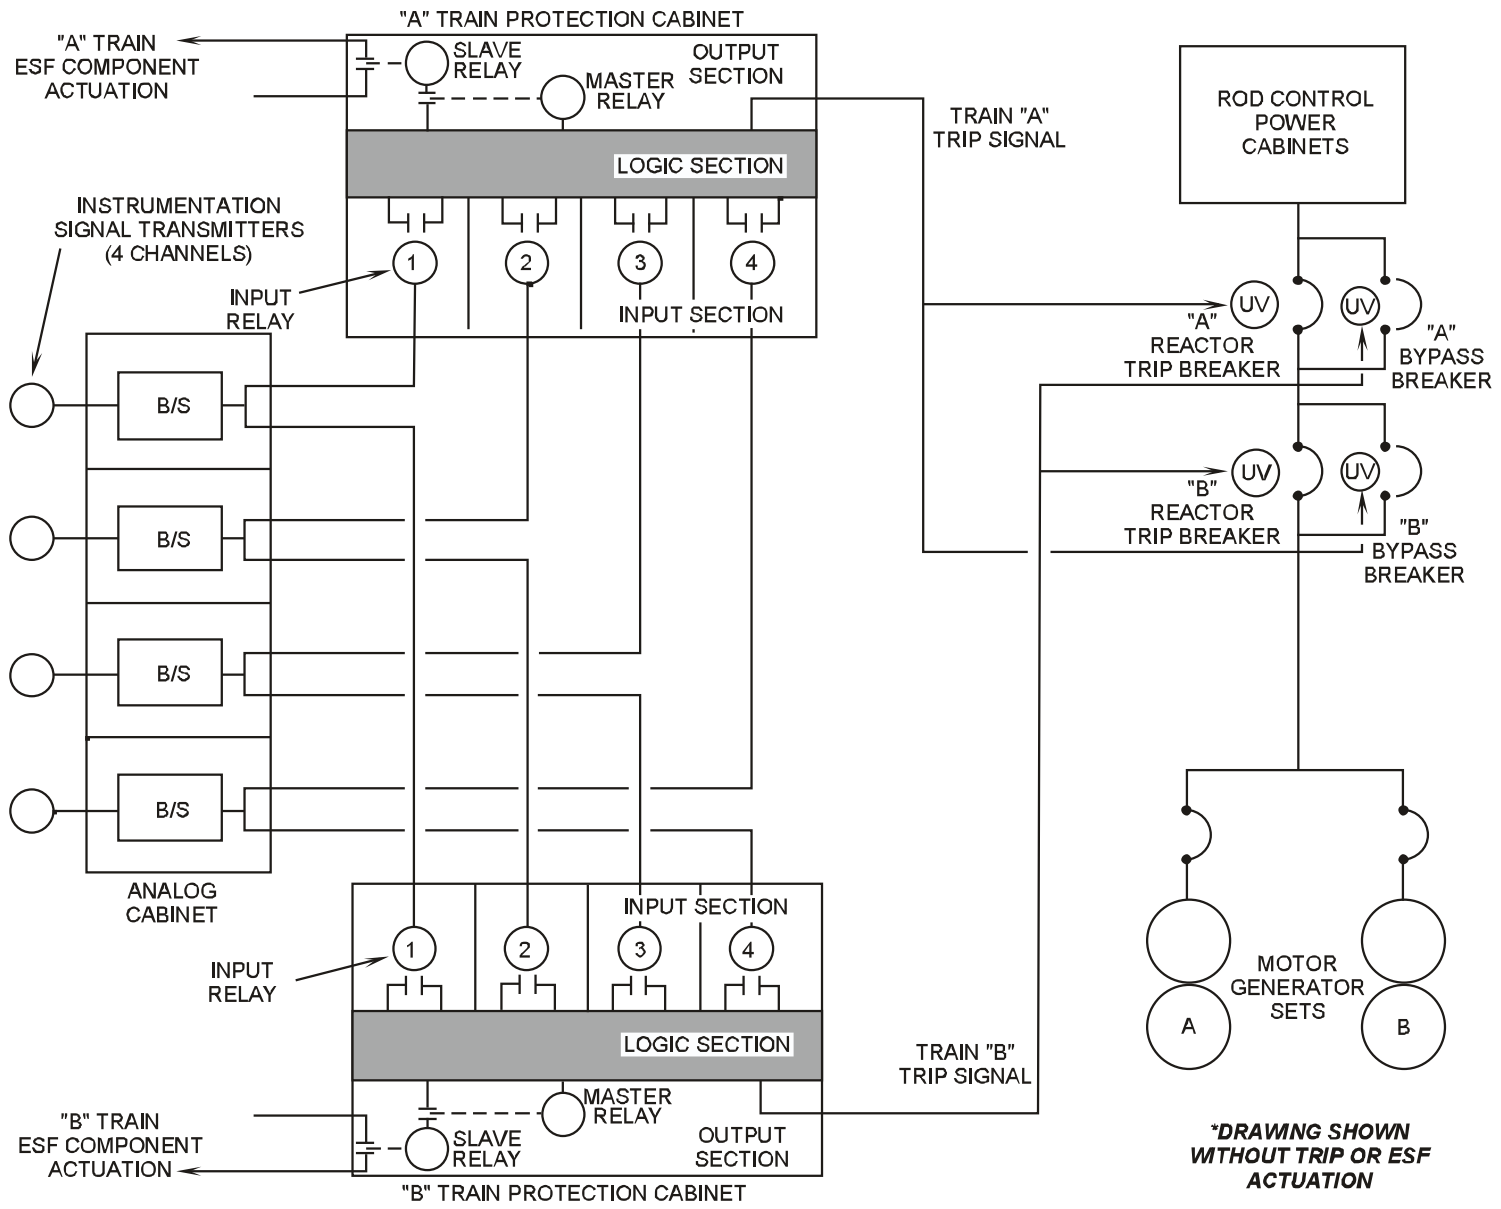 "A" TRAIN PROTECTION CABINET
"A" TRAIN
ESF COMPONENT
ACTUATION
SLAVE
RELAY
MASTER
RELAY
OUTPUT
SECTION
LOGIC SECTION
TRAIN "A"
TRIP SIGNAL
ROD CONTROL
POWER
CABINETS
INSTRUMENTATION
SIGNAL TRANSMITTERS
(4 CHANNELS)
INPUT
RELAY
1
2
3
4
INPUT SECTION
UV
UV
"A"
REACTOR
TRIP BREAKER
"A"
BYPASS
BREAKER
B/S
B/S
B/S
B/S
ANALOG
CABINET
UV
UV
"B"
REACTOR
TRIP BREAKER
"B"
BYPASS
BREAKER
INPUT SECTION
1
2
3
4
INPUT
RELAY
LOGIC SECTION
TRAIN "B"
TRIP SIGNAL
MOTOR
GENERATOR
SETS
A
B
"B" TRAIN
ESF COMPONENT
ACTUATION
SLAVE
RELAY
MASTER
RELAY
OUTPUT
SECTION
"B" TRAIN PROTECTION CABINET
*DRAWING SHOWN
WITHOUT TRIP OR ESF
ACTUATION